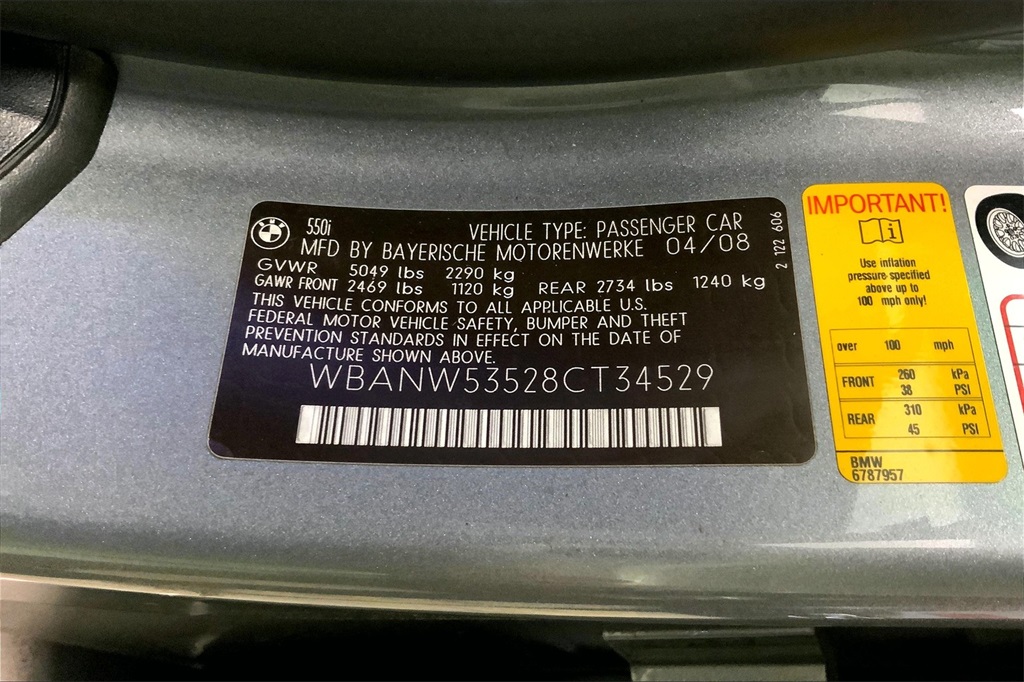 550i VEHICLE TYPE: PASSENGER CAR
MFD BY BAYERISCHE MOTORENWERKE 04/08
GVWR 5049 lbs 2290 kg
GAWR FRONT 2469 lbs 1120 kg REAR 2734 lbs 1240 kg
THIS VEHICLE CONFORMS TO ALL APPLICABLE U.S.
FEDERAL MOTOR VEHICLE SAFETY, BUMPER AND THEFT
PREVENTION STANDARDS IN EFFECT ON THE DATE OF
MANUFACTURE SHOWN ABOVE.
WBANW53528CT34529
2 122 606
IMPORTANT!
i
Use inflation
pressure specified
above up to
100 mph only!
over 100 mph
FRONT 260 kPa
38 PSI
REAR 310 kPa
45 PSI
BMW
6787957